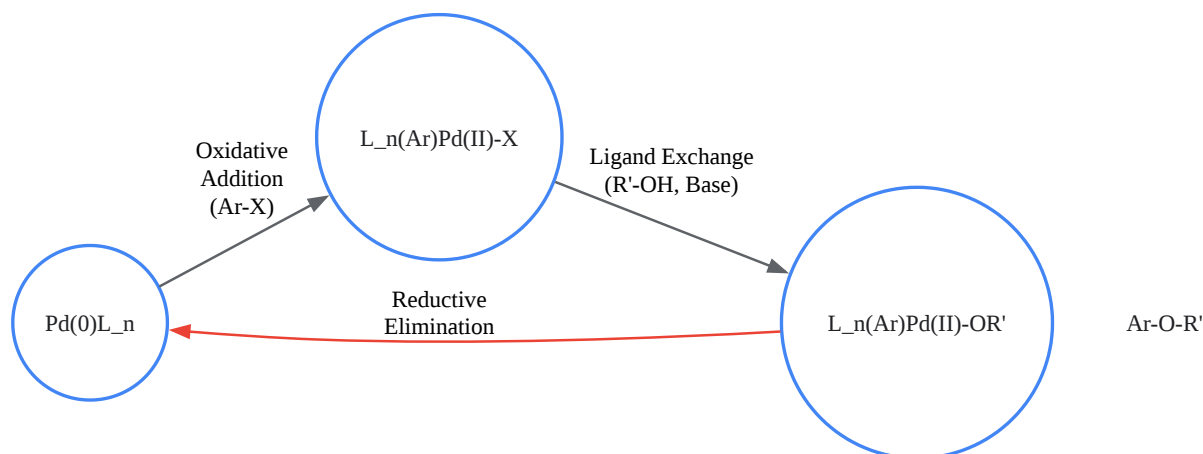 L_n(Ar)Pd(II)-X
Oxidative
Addition
(Ar-X)
Ligand Exchange
(R'-OH, Base)
Pd(0)L_n
Reductive
Elimination
L_n(Ar)Pd(II)-OR'
Ar-O-R'